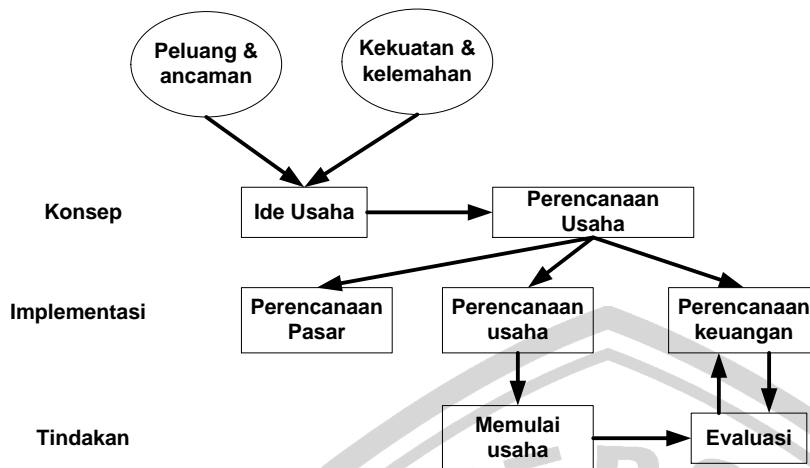 Peluang &
ancaman
Kekuatan &
kelemahan
Konsep
Ide Usaha
Perencanaan
Usaha
Implementasi
Perencanaan
Pasar
Perencanaan
usaha
Perencanaan
keuangan
Tindakan
Memulai
usaha
Evaluasi